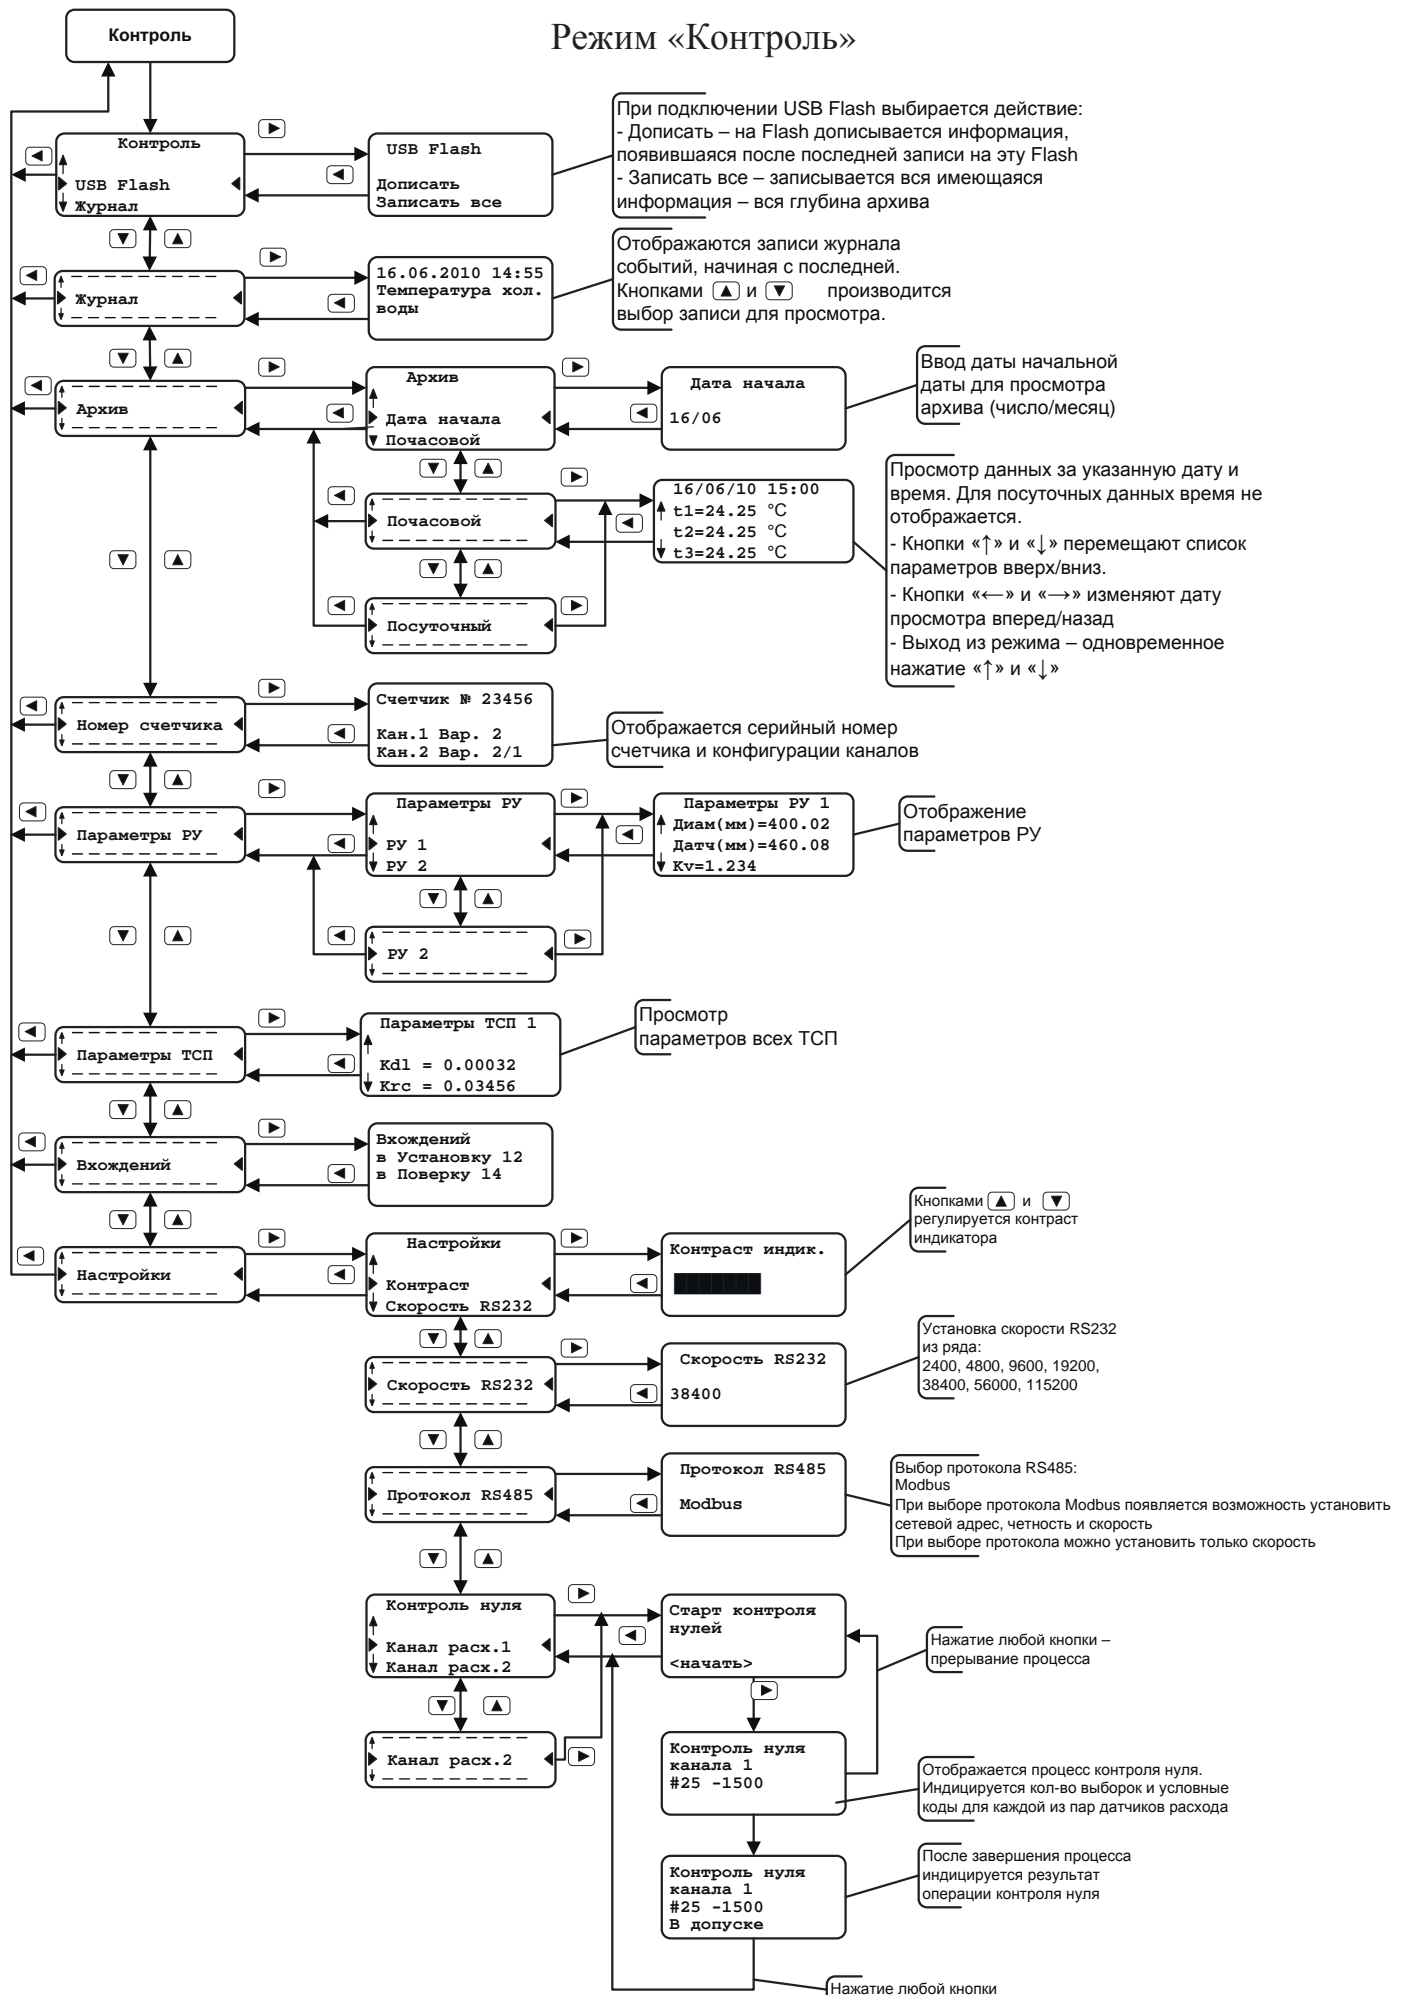 Режим «Контроль»
Контроль
Контроль
USB Flash
Журнал
USB Flash
Дописать
Записать все
При подключении USB Flash выбирается действие:
- Дописать – на Flash дописывается информация,
появившаяся после последней записи на эту Flash
- Записать все – записывается вся имеющаяся
информация – вся глубина архива
Журнал
16.06.2010 14:55
Температура хол.
воды
Отображаются записи журнала
событий, начиная с последней.
Кнопками ▲ и ▼ производится
выбор записи для просмотра.
Архив
Архив
Дата начала
Почасовой
Дата начала
16/06
Ввод даты начальной
даты для просмотра
архива (число/месяц)
Почасовой
16/06/10 15:00
t1=24.25 °C
t2=24.25 °C
t3=24.25 °C
Просмотр данных за указанную дату и
время. Для посуточных данных время не
отображается.
- Кнопки «↑» и «↓» перемещают список
параметров вверх/вниз.
- Кнопки «←» и «→» изменяют дату
просмотра вперед/назад
- Выход из режима – одновременное
нажатие «↑» и «↓»
Посуточный
Номер счетчика
Счетчик № 23456
Кан.1 Вар. 2
Кан.2 Вар. 2/1
Отображается серийный номер
счетчика и конфигурации каналов
Параметры РУ
Параметры РУ
РУ 1
РУ 2
Параметры РУ 1
Диам(мм)=400.02
Датч(мм)=460.08
Kv=1.234
Отображение
параметров РУ
РУ 2
Параметры ТСП
Параметры ТСП 1
Kdl = 0.00032
Krc = 0.03456
Просмотр
параметров всех ТСП
Вхождений
Вхождений
в Установку 12
в Поверку 14
Настройки
Настройки
Контраст
Скорость RS232
Контраст индик.
Кнопками ▲ и ▼
регулируется контраст
индикатора
Скорость RS232
Скорость RS232
38400
Установка скорости RS232
из ряда:
2400, 4800, 9600, 19200,
38400, 56000, 115200
Протокол RS485
Протокол RS485
Modbus
Выбор протокола RS485:
Modbus
При выборе протокола Modbus появляется возможность установить
сетевой адрес, четность и скорость
При выборе протокола можно установить только скорость
Контроль нуля
Канал расх.1
Канал расх.2
Старт контроля
нулей
<начать>
Нажатие любой кнопки –
прерывание процесса
Канал расх.2
Контроль нуля
канала 1
#25 -1500
Отображается процесс контроля нуля.
Индицируется кол-во выборок и условные
коды для каждой из пар датчиков расхода
Контроль нуля
канала 1
#25 -1500
В допуске
После завершения процесса
индицируется результат
операции контроля нуля
Нажатие любой кнопки